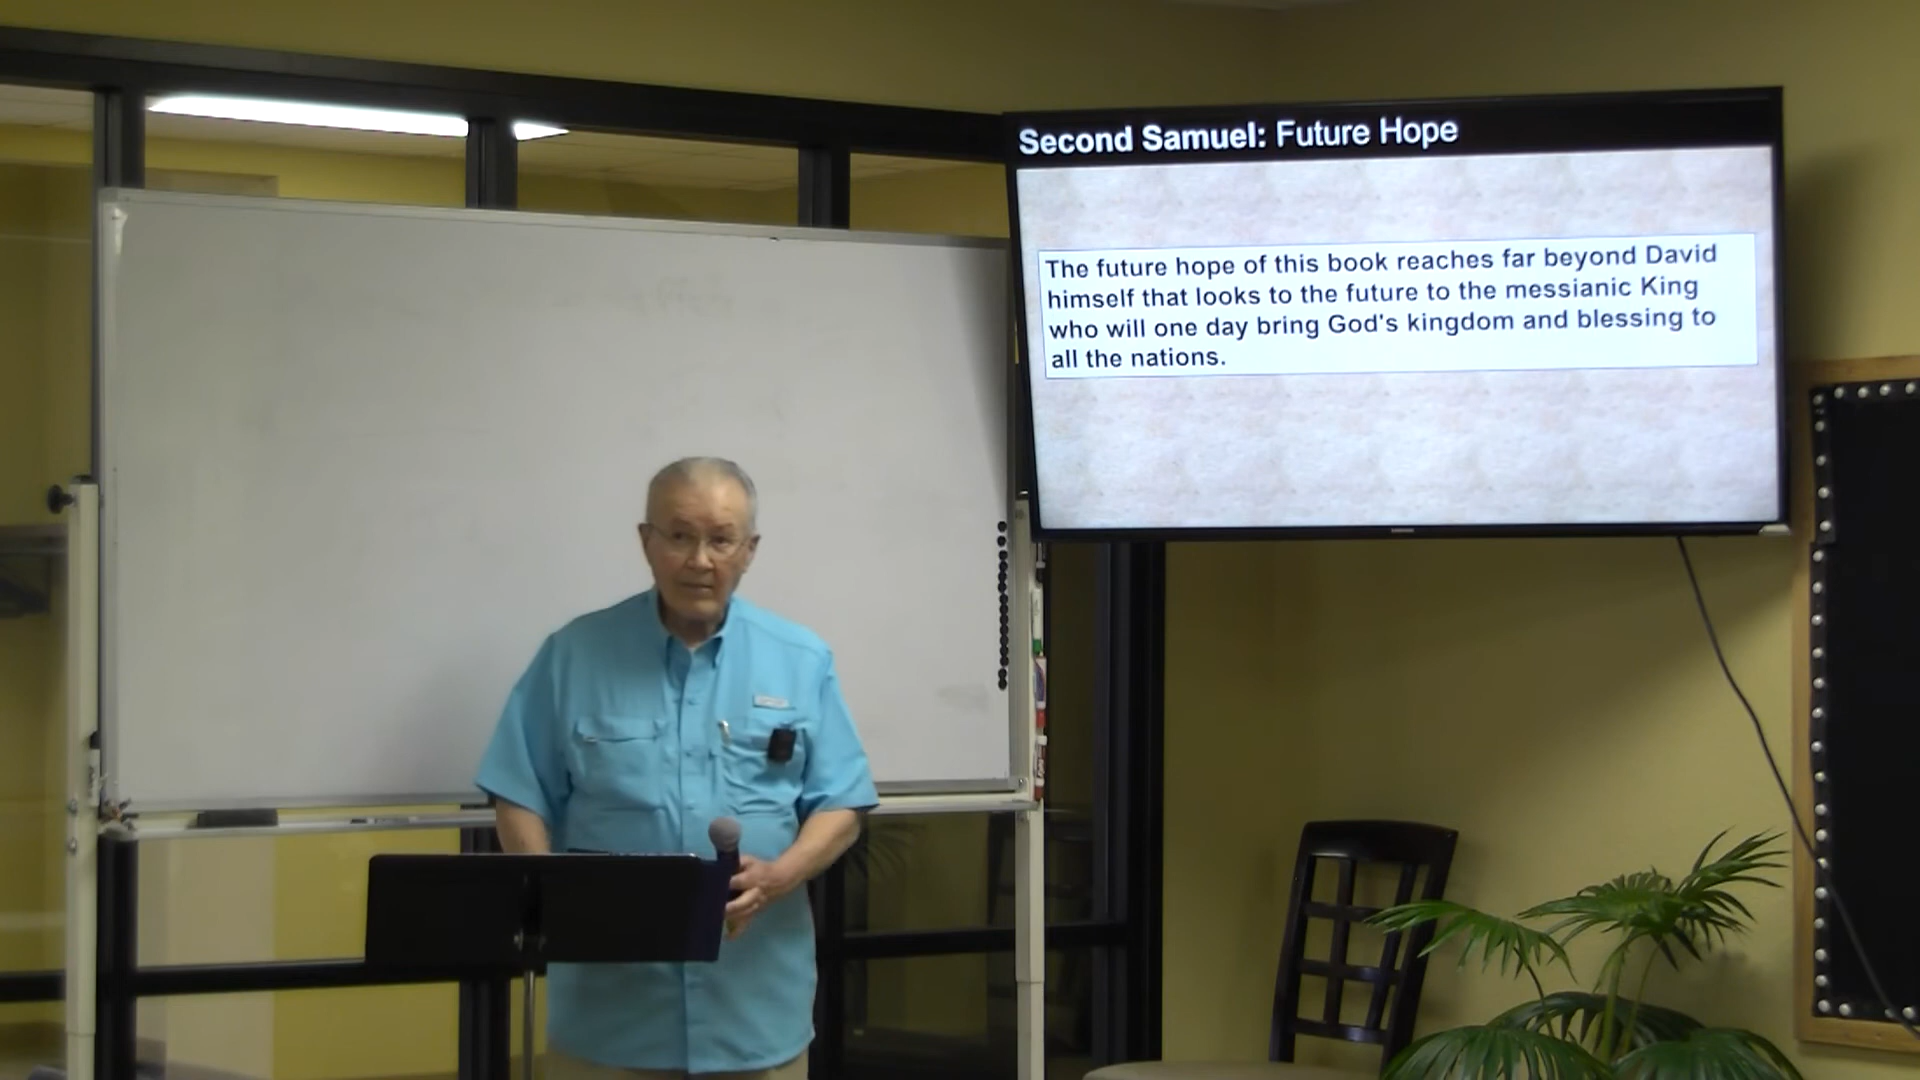 Second Samuel: Future Hope
The future hope of this book reaches far beyond David
himself that looks to the future to the messianic King
who will one day bring God's kingdom and blessing to
all the nations.